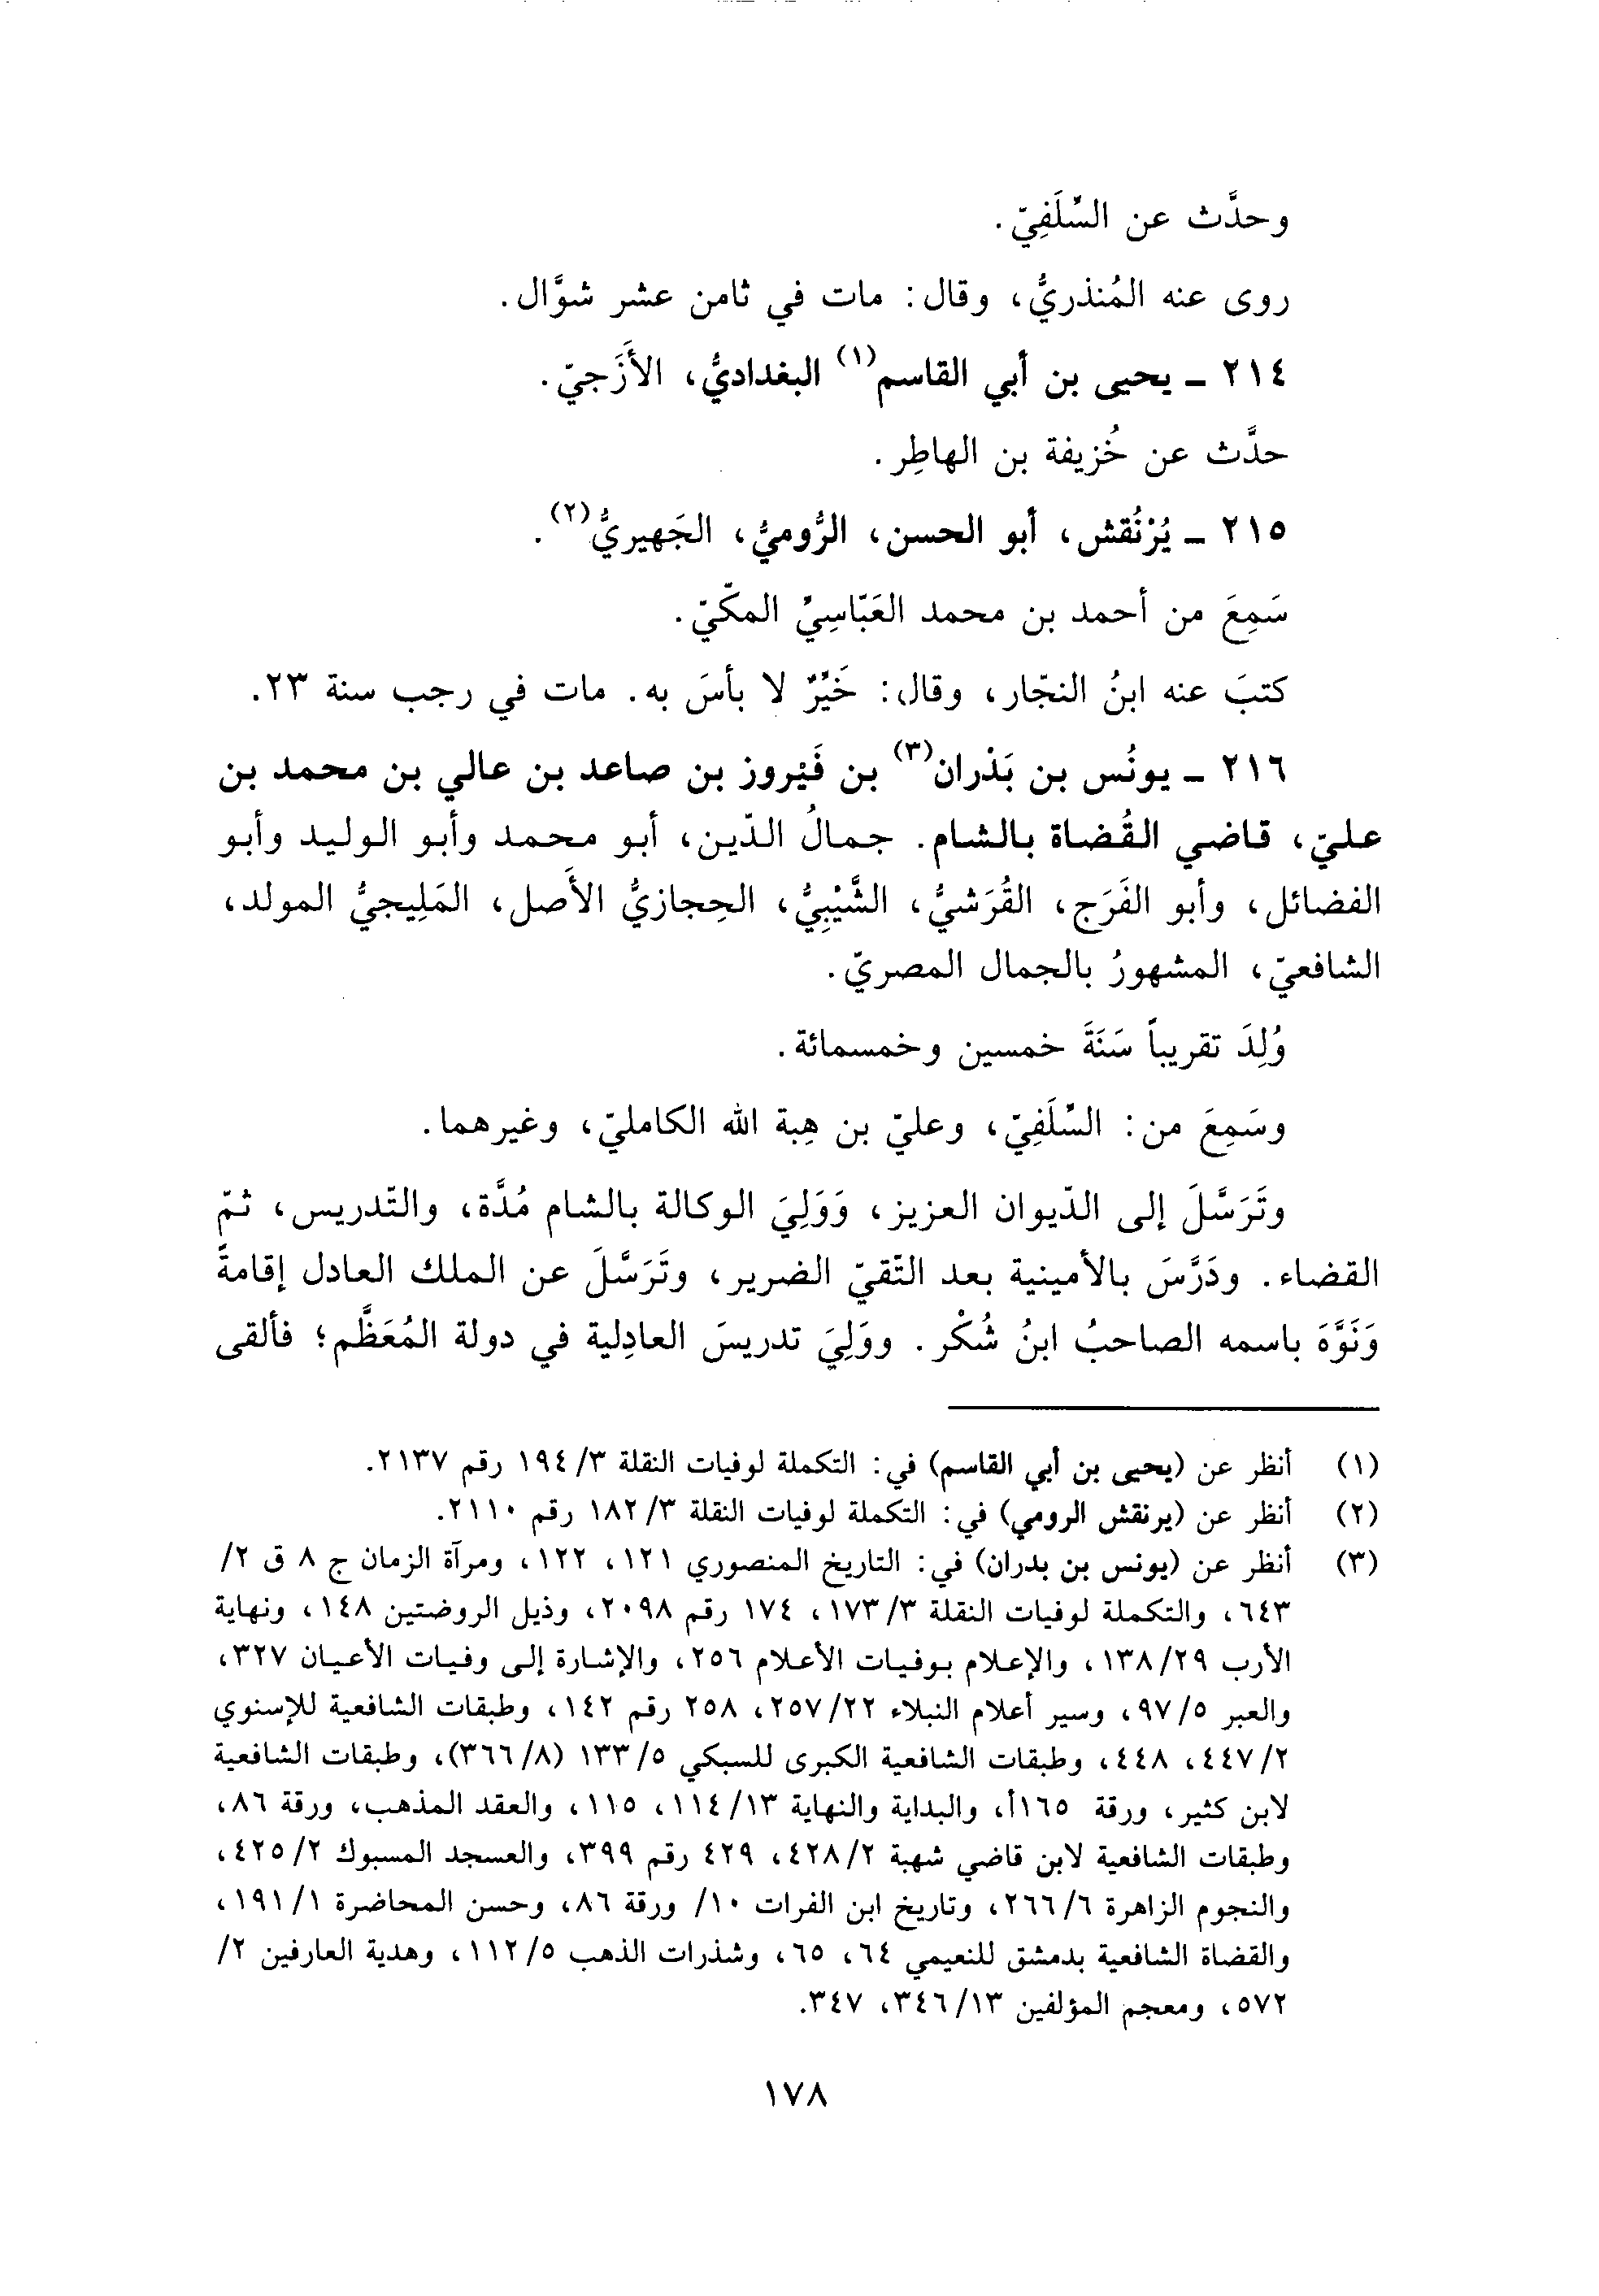 وحدَّث عن السِّلَفِيّ.
روى عنه المُنذريُّ، وقال: مات في ثامن عشر شوَّال.
٢١٤ ـ يحيى بن أبي القاسم(١) البغداديُّ، الأَزَجيّ.
حدَّث عن خُزيفة بن الهاطِر.
٢١٥ ـ يُرْنُقش، أبو الحسن، الرُّوميُّ، الجَهيريُّ(٢).
سَمِعَ من أحمد بن محمد العَبّاسِيِّ المكّيّ.
كتبَ عنه ابنُ النجّار، وقال: خَيِّرٌ لا بأسَ به. مات في رجب سنة ٢٣.
٢١٦ ـ يونُس بن بَدْران(٣) بن فَيْروز بن صاعد بن عالي بن محمد بن
عليّ، قاضي القُضاة بالشام. جمالُ الدّين، أبو محمد وأبو الوليد وأبو
الفضائل، وأبو الفَرَج، القُرَشيُّ، الشَّيْبِيُّ، الحِجازيُّ الأَصل، المَلِيجيُّ المولد،
الشافعيّ، المشهورُ بالجمال المصريّ.
وُلِدَ تقريباً سَنَةَ خمسين وخمسمائة.
وسَمِعَ من: السِّلَفِيّ، وعليّ بن هِبة الله الكامليّ، وغيرهما.
وتَرَسَّلَ إلى الدّيوان العزيز، وَوَلِيَ الوكالة بالشام مُدَّة، والتّدريس، ثمّ
القضاء. ودَرَّسَ بالأمينية بعد التّقيّ الضرير، وتَرَسَّلَ عن الملك العادل إقامةً
وَنَوَّهَ باسمه الصاحبُ ابنُ شُكْر. ووَلِيَ تدريسَ العادِلية في دولة المُعَظَّم؛ فألقى
(١) أنظر عن (يحيى بن أبي القاسم) في: التكملة لوفيات النقلة ٣/ ١٩٤ رقم ٢١٣٧.
(٢) أنظر عن (يرنقش الرومي) في: التكملة لوفيات النقلة ٣/ ١٨٢ رقم ٢١١٠.
(٣) أنظر عن (يونس بن بدران) في: التاريخ المنصوري ١٢١، ١٢٢، ومرآة الزمان ج ٨ ق ٢/
٦٤٣، والتكملة لوفيات النقلة ٣/ ١٧٣، ١٧٤ رقم ٢٠٩٨، وذيل الروضتين ١٤٨، ونهاية
الأرب ٢٩/ ١٣٨، والإعلام بوفيات الأعلام ٢٥٦، والإشارة إلى وفيات الأعيان ٣٢٧،
والعبر ٥/ ٩٧، وسير أعلام النبلاء ٢٢/ ٢٥٧، ٢٥٨ رقم ١٤٢، وطبقات الشافعية للإسنوي
٢/ ٤٤٧، ٤٤٨، وطبقات الشافعية الكبرى للسبكي ٥/ ١٣٣ (٨/ ٣٦٦)، وطبقات الشافعية
لابن كثير، ورقة ١٦٥أ، والبداية والنهاية ١٣/ ١١٤، ١١٥، والعقد المذهب، ورقة ٨٦،
وطبقات الشافعية لابن قاضي شهبة ٢/ ٤٢٨، ٤٢٩ رقم ٣٩٩، والعسجد المسبوك ٢/ ٤٢٥،
والنجوم الزاهرة ٦/ ٢٦٦، وتاريخ ابن الفرات ١٠/ ورقة ٨٦، وحسن المحاضرة ١/ ١٩١،
والقضاة الشافعية بدمشق للنعيمي ٦٤، ٦٥، وشذرات الذهب ٥/ ١١٢، وهدية العارفين ٢/
٥٧٢، ومعجم المؤلفين ١٣/ ٣٤٦، ٣٤٧.
١٧٨